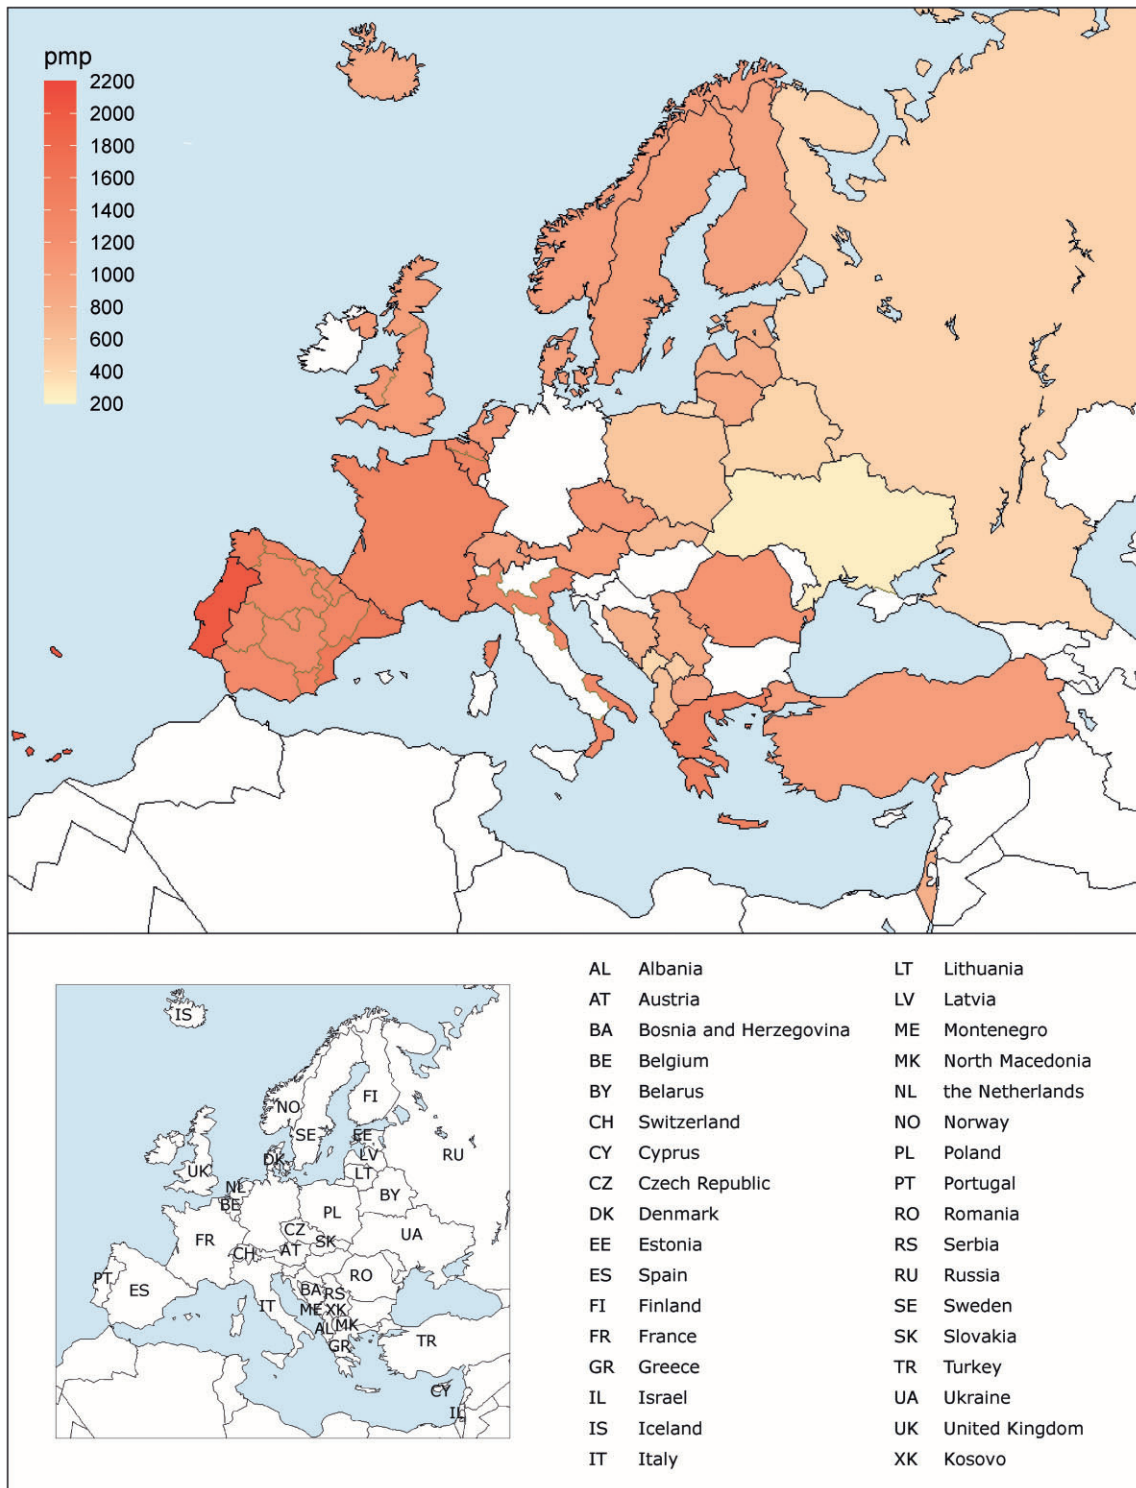 pmp
2200
2000
1800
1600
1400
1200
1000
800
600
400
200
IS
NO
FI
SE
EE
RU
DK
LV
LT
UK
NL
BY
BE
PL
CZ
UA
FR
SK
CH
AT
RO
PT
ES
BA
RS
IT
ME
XK
AL
MK
GR
TR
CY
IL
AL Albania
AT Austria
BA Bosnia and Herzegovina
BE Belgium
BY Belarus
CH Switzerland
CY Cyprus
CZ Czech Republic
DK Denmark
EE Estonia
ES Spain
FI Finland
FR France
GR Greece
IL Israel
IS Iceland
IT Italy
LT Lithuania
LV Latvia
ME Montenegro
MK North Macedonia
NL the Netherlands
NO Norway
PL Poland
PT Portugal
RO Romania
RS Serbia
RU Russia
SE Sweden
SK Slovakia
TR Turkey
UA Ukraine
UK United Kingdom
XK Kosovo